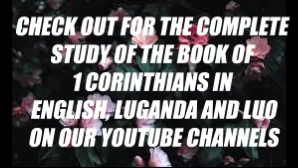 CHECK OUT FOR THE COMPLETE
STUDY OF THE BOOK OF
1 CORINTHIANS IN
ENGLISH, LUGANDA AND LUO
ON OUR YOUTUBE CHANNELS